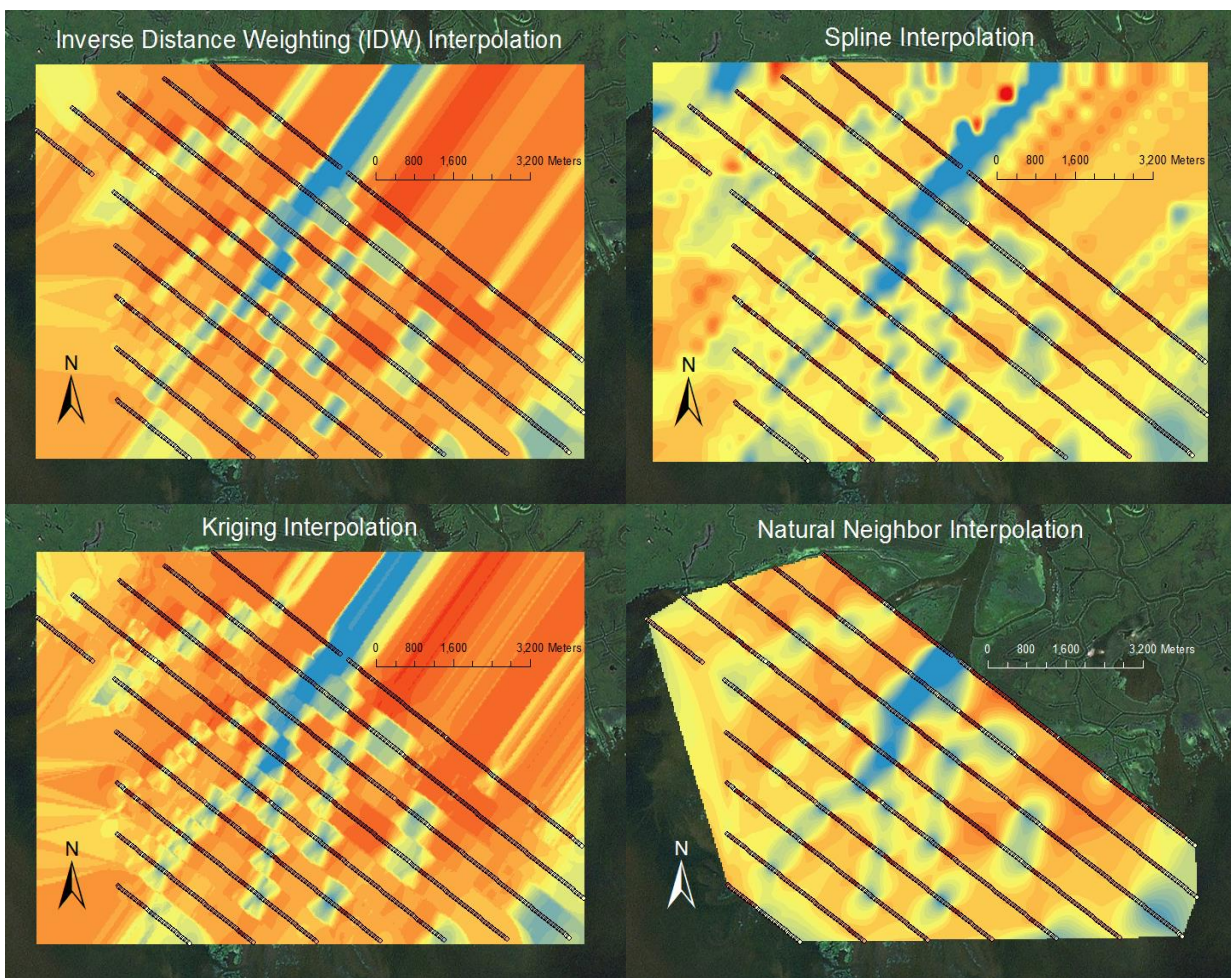 Inverse Distance Weighting (IDW) Interpolation
0 800 1,600 3,200 Meters
N
Spline Interpolation
0 800 1,600 3,200 Meters
N
Kriging Interpolation
0 800 1,600 3,200 Meters
N
Natural Neighbor Interpolation
0 800 1,600 3,200 Meters
N